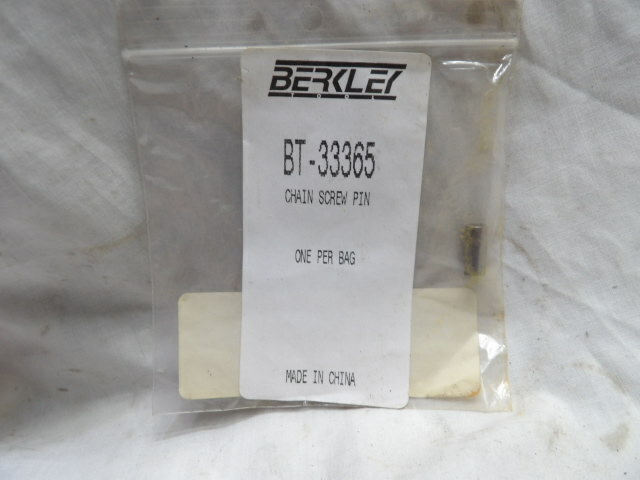 BERKLEY
BT-33365
CHAIN SCREW PIN
ONE PER BAG
MADE IN CHINA